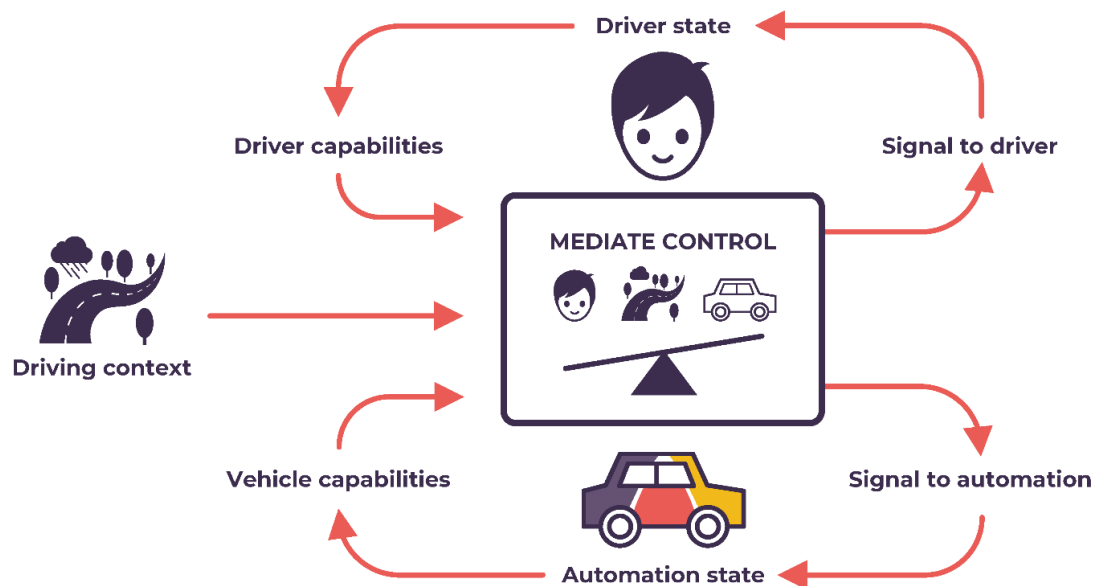 Driver state
Driver capabilities
Signal to driver
MEDIATE CONTROL
Driving context
Vehicle capabilities
Signal to automation
Automation state